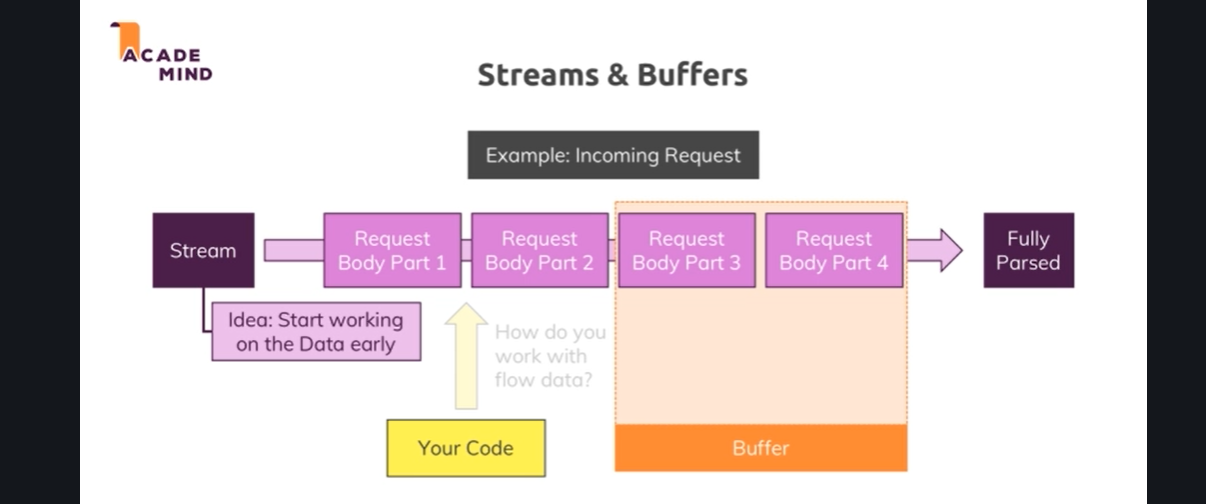 ACADE
MIND
Streams & Buffers
Example: Incoming Request
Stream
Request
Body Part 1
Request
Body Part 2
Request
Body Part 3
Request
Body Part 4
Fully
Parsed
Idea: Start working
on the Data early
How do you
work with
flow data?
Your Code
Buffer